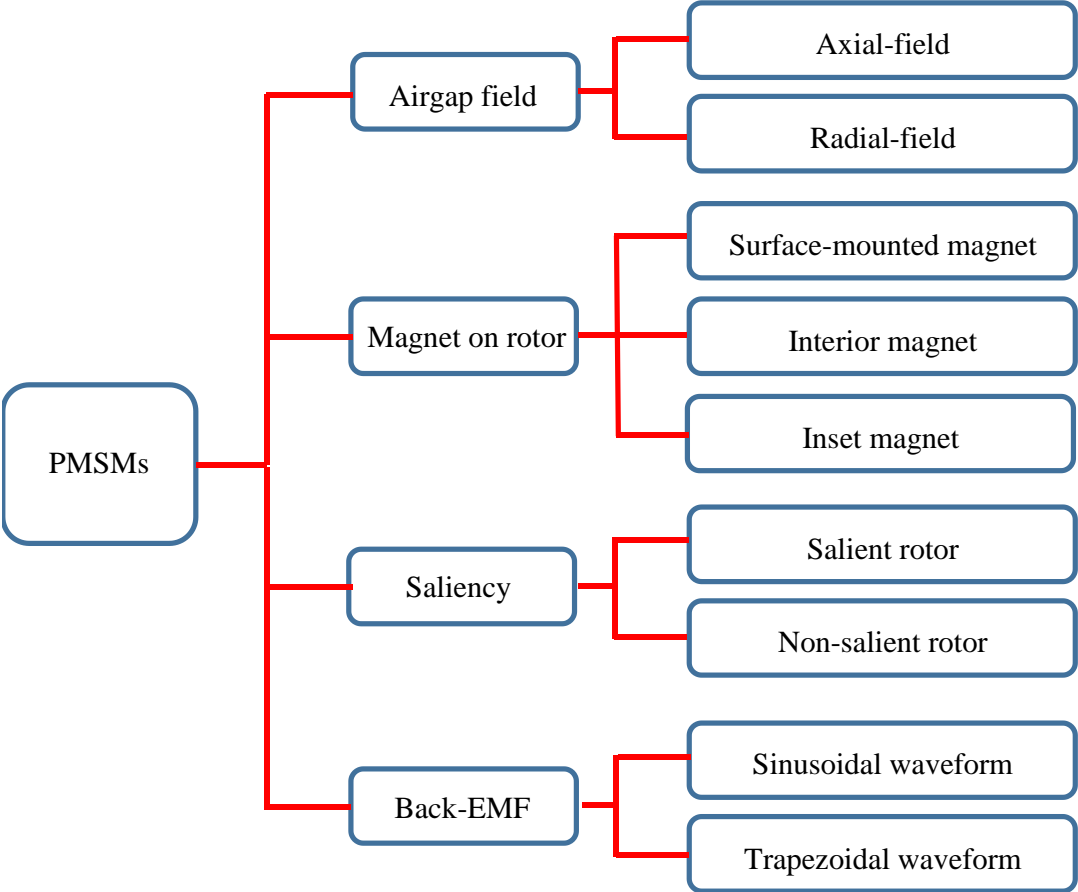 PMSMs
Airgap field
Axial-field
Radial-field
Magnet on rotor
Surface-mounted magnet
Interior magnet
Inset magnet
Saliency
Salient rotor
Non-salient rotor
Back-EMF
Sinusoidal waveform
Trapezoidal waveform